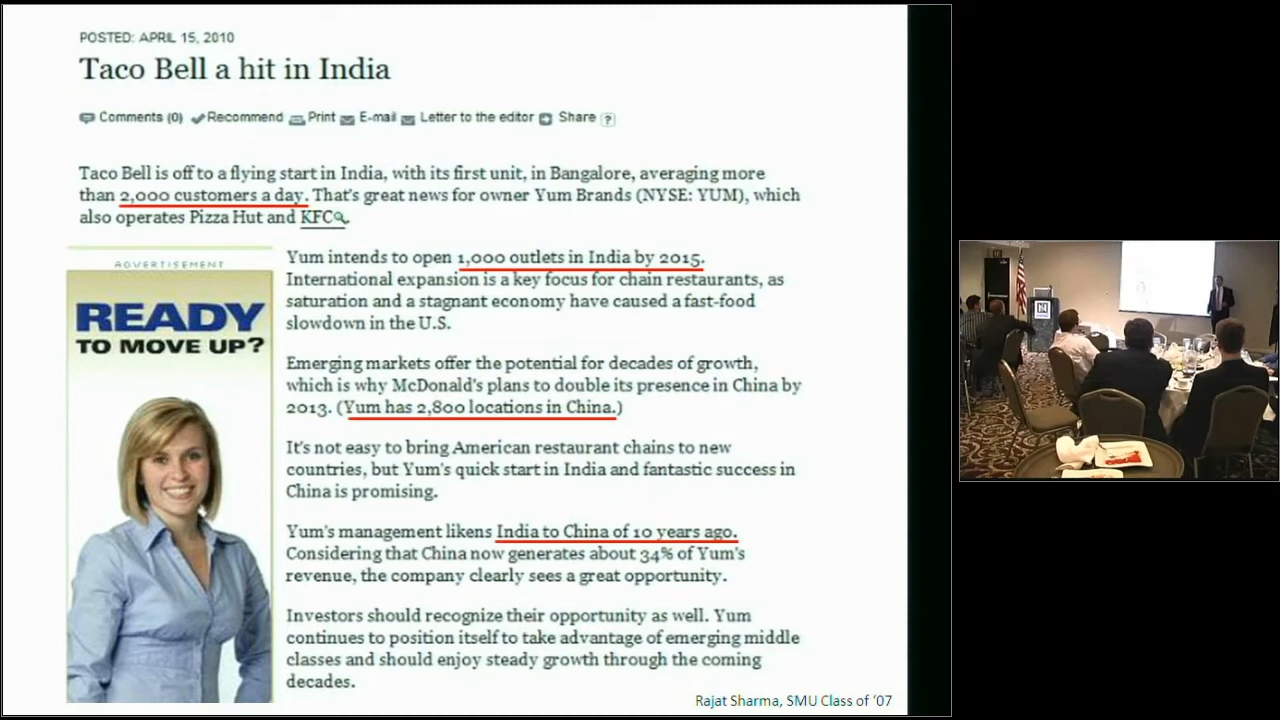 POSTED: APRIL 15, 2010
Taco Bell a hit in India
Comments (0) Recommend Print E-mail Letter to the editor Share ?
Taco Bell is off to a flying start in India, with its first unit, in Bangalore, averaging more
than 2,000 customers a day. That's great news for owner Yum Brands (NYSE: YUM), which
also operates Pizza Hut and KFC.
ADVERTISEMENT
READY
TO MOVE UP?
Yum intends to open 1,000 outlets in India by 2015.
International expansion is a key focus for chain restaurants, as
saturation and a stagnant economy have caused a fast-food
slowdown in the U.S.
Emerging markets offer the potential for decades of growth,
which is why McDonald's plans to double its presence in China by
2013. (Yum has 2,800 locations in China.)
It's not easy to bring American restaurant chains to new
countries, but Yum's quick start in India and fantastic success in
China is promising.
Yum's management likens India to China of 10 years ago.
Considering that China now generates about 34% of Yum's
revenue, the company clearly sees a great opportunity.
Investors should recognize their opportunity as well. Yum
continues to position itself to take advantage of emerging middle
classes and should enjoy steady growth through the coming
decades.
Rajat Sharma, SMU Class of '07